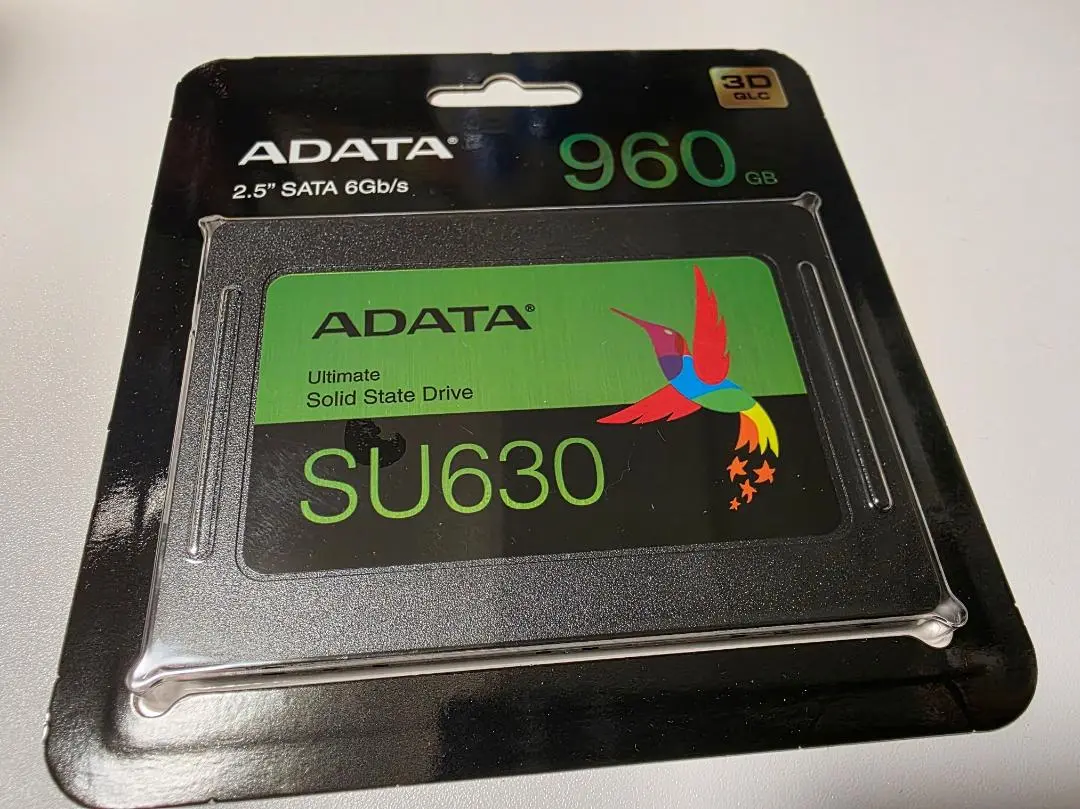 3D
QLC
ADATA®
960 GB
2.5” SATA 6Gb/s
ADATA®
Ultimate
Solid State Drive
SU630